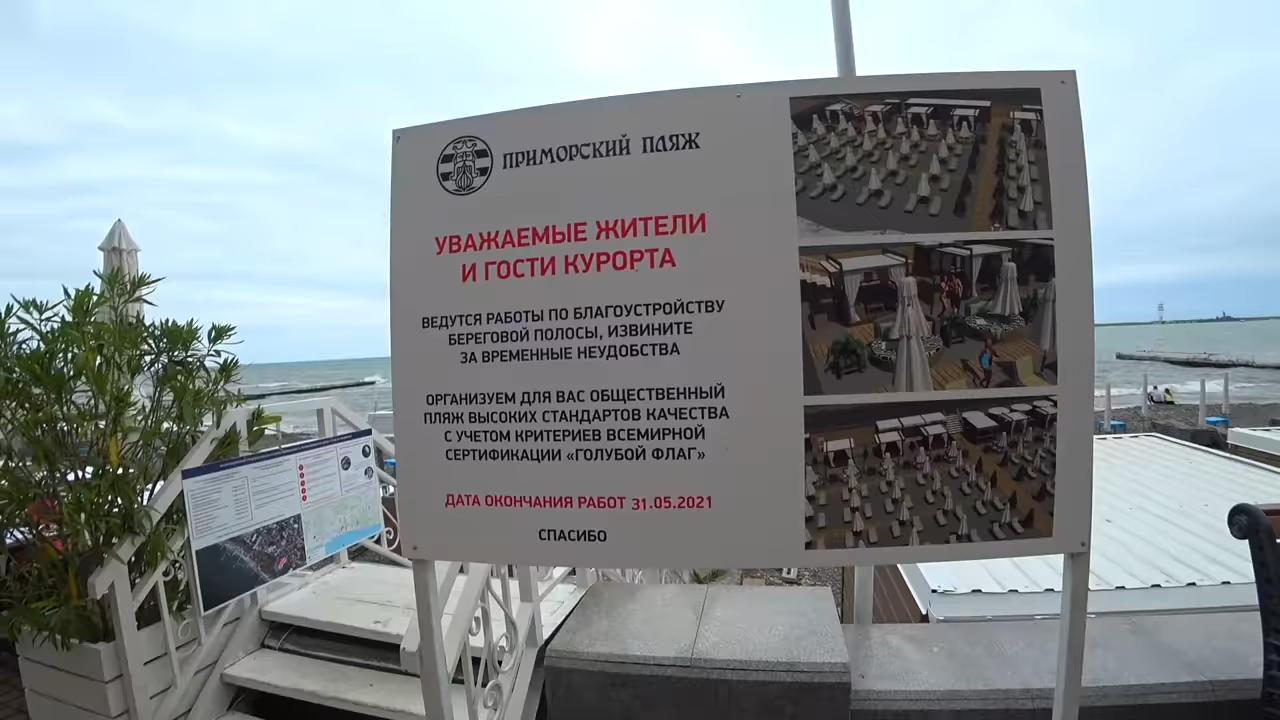 ПРИМОРСКИЙ ПЛЯЖ
УВАЖАЕМЫЕ ЖИТЕЛИ
И ГОСТИ КУРОРТА
ВЕДУТСЯ РАБОТЫ ПО БЛАГОУСТРОЙСТВУ
БЕРЕГОВОЙ ПОЛОСЫ, ИЗВИНИТЕ
ЗА ВРЕМЕННЫЕ НЕУДОБСТВА
ОРГАНИЗУЕМ ДЛЯ ВАС ОБЩЕСТВЕННЫЙ
ПЛЯЖ ВЫСОКИХ СТАНДАРТОВ КАЧЕСТВА
С УЧЕТОМ КРИТЕРИЕВ ВСЕМИРНОЙ
СЕРТИФИКАЦИИ «ГОЛУБОЙ ФЛАГ»
ДАТА ОКОНЧАНИЯ РАБОТ 31.05.2021
СПАСИБО